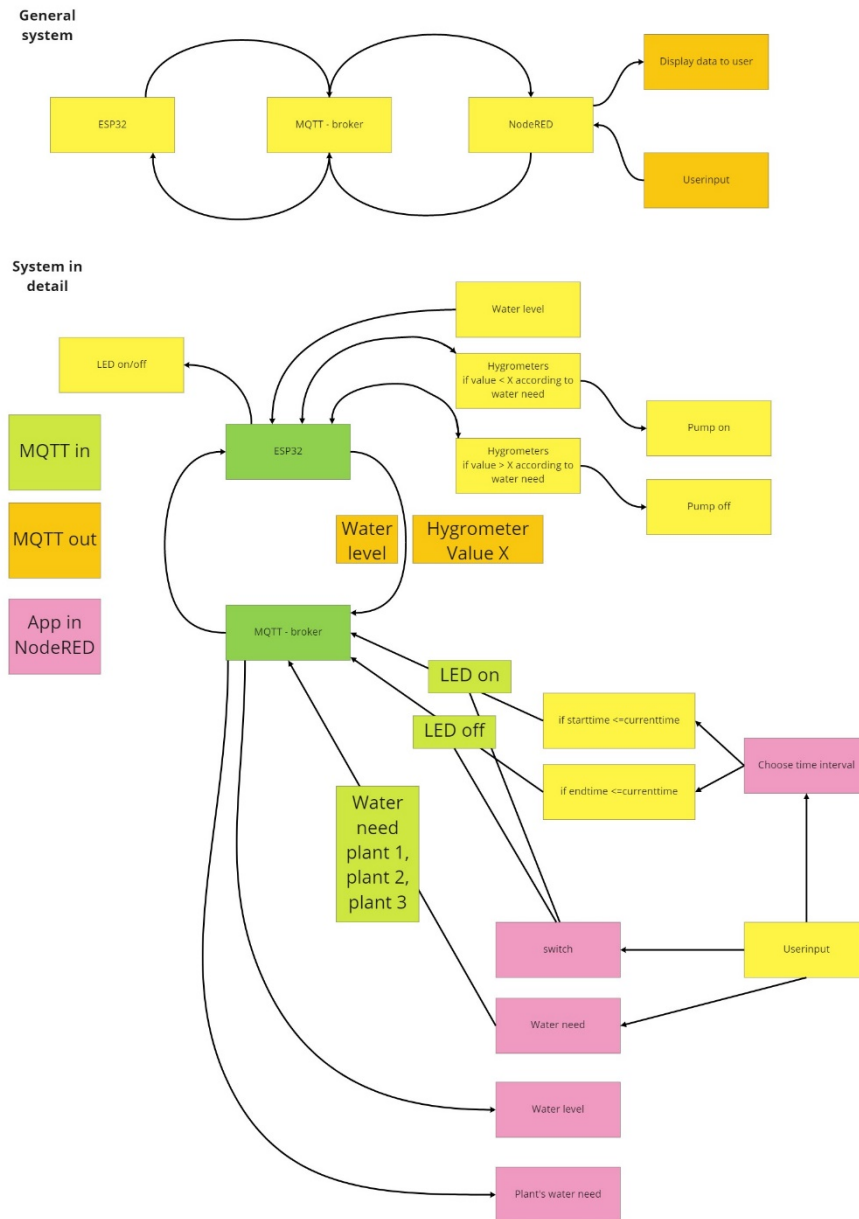 General
system
Display data to user
ESP32
MQTT - broker
NodeRED
Userinput
System in
detail
Water level
LED on/off
Hygrometers
if value < X according to
water need
Pump on
MQTT in
ESP32
Hygrometers
if value > X according to
water need
Pump off
MQTT out
Water
level
Hygrometer
Value X
App in
NodeRED
MQTT - broker
LED on
LED off
if starttime <=currenttime
Choose time interval
if endtime <=currenttime
Water
need
plant 1,
plant 2,
plant 3
switch
Userinput
Water need
Water level
Plant's water need